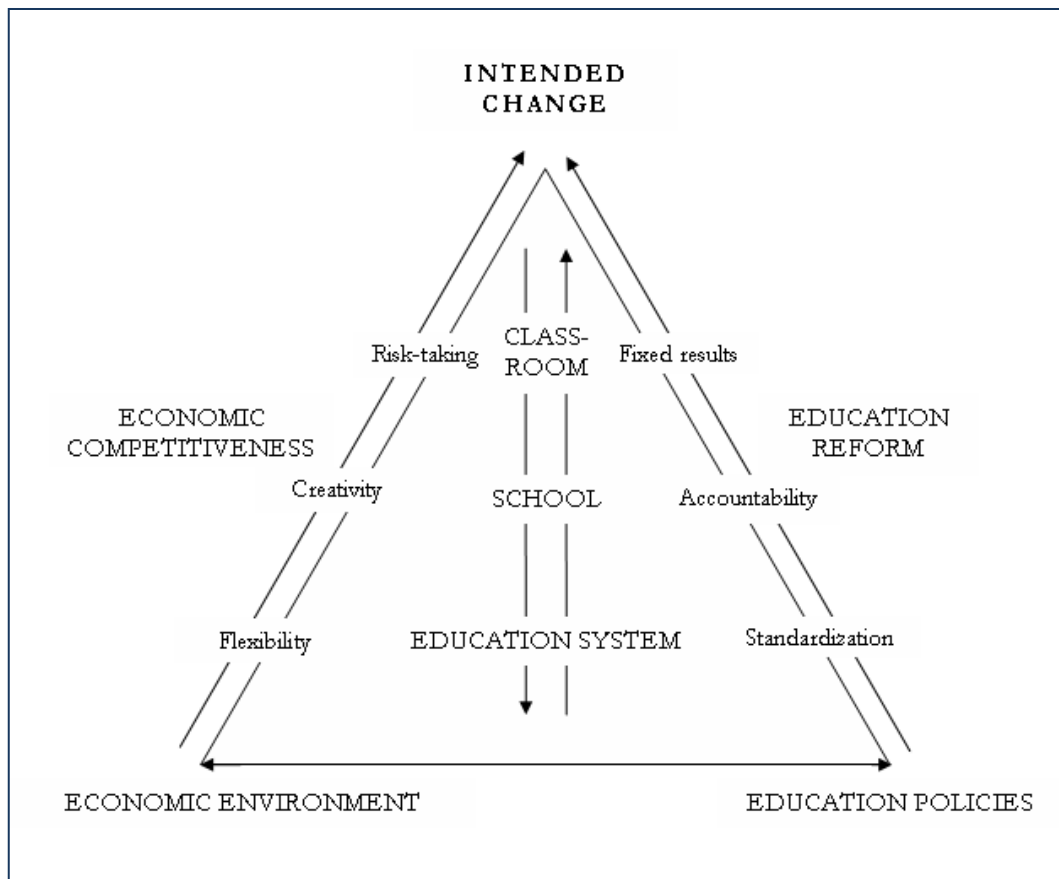 INTENDED
CHANGE
Risk-taking
CLASS-
ROOM
Fixed results
ECONOMIC
COMPETITIVENESS
EDUCATION
REFORM
Creativity
SCHOOL
Accountability
Flexibility
EDUCATION SYSTEM
Standardization
ECONOMIC ENVIRONMENT
EDUCATION POLICIES